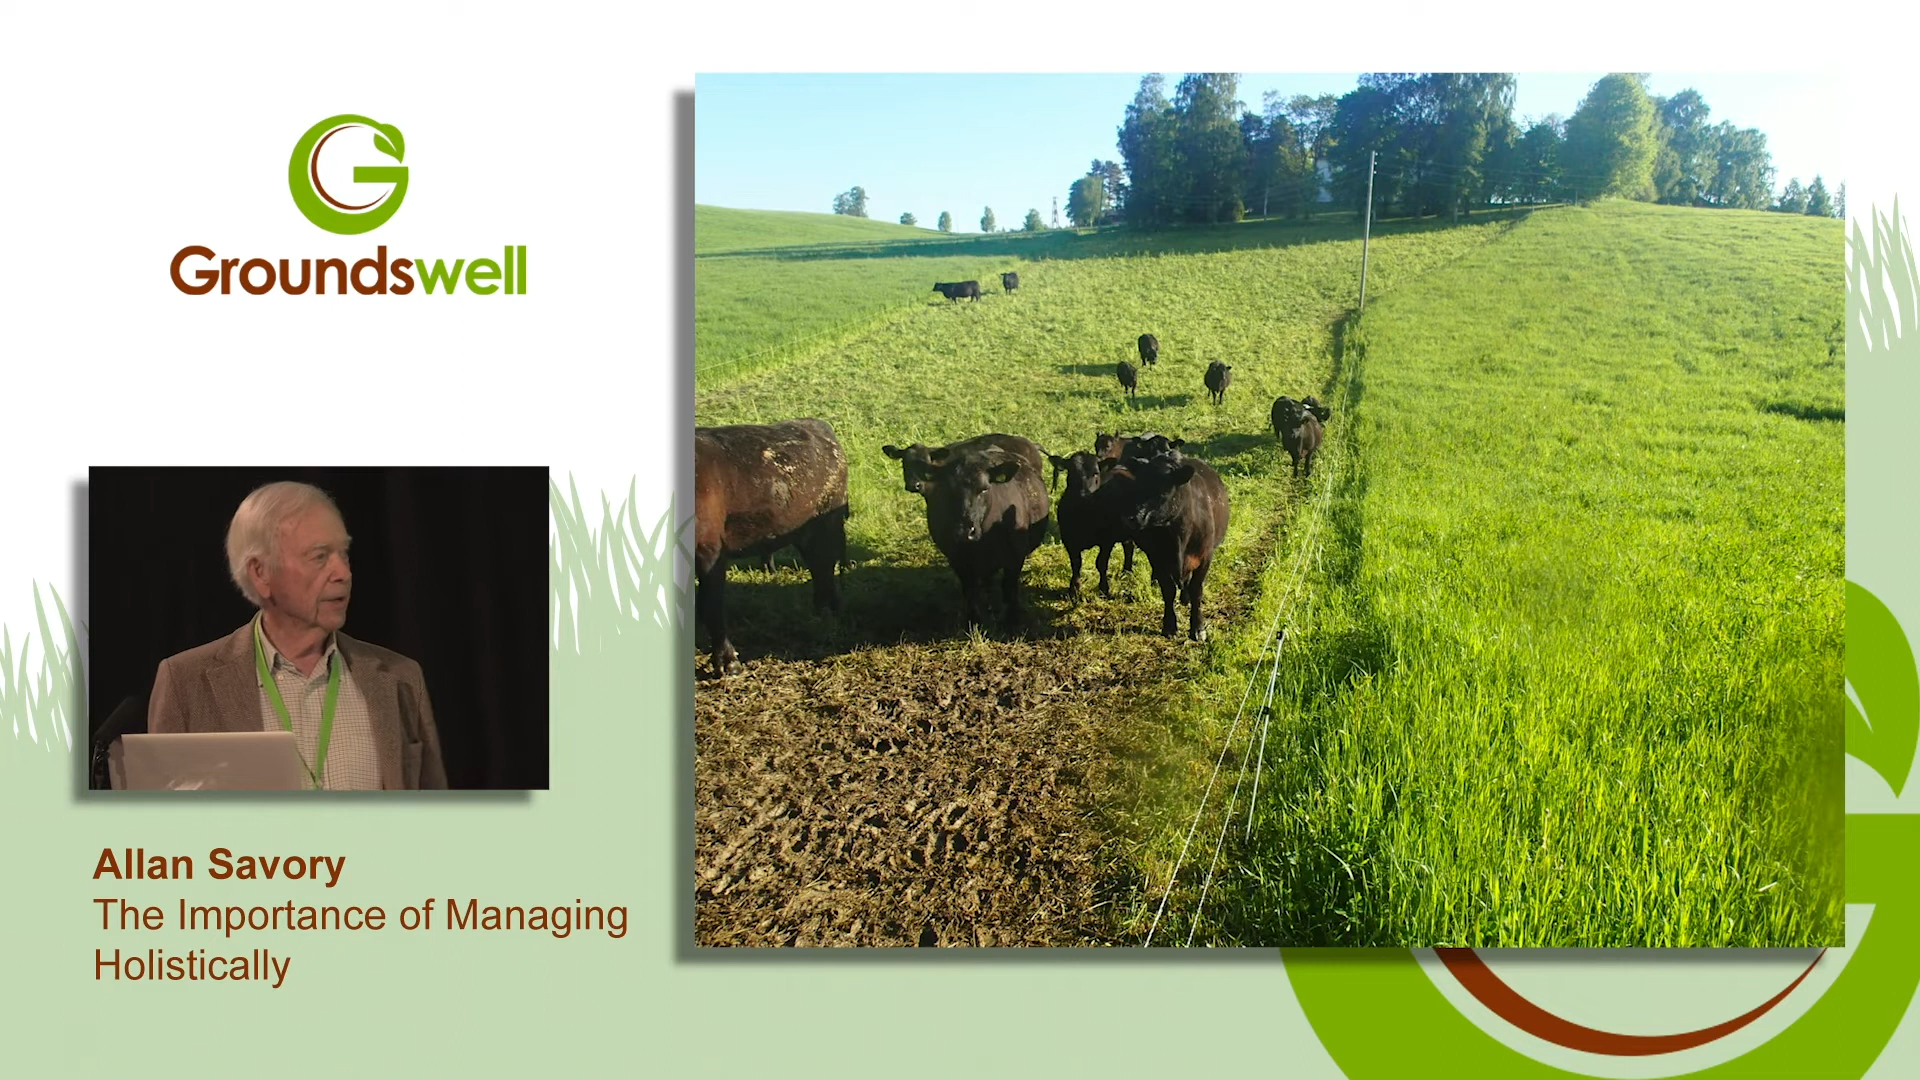 Groundswell
Allan Savory
The Importance of Managing
Holistically